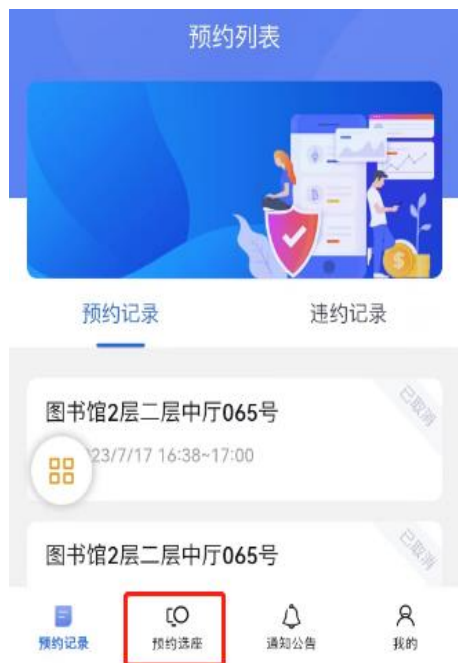 预约列表
预约记录
违约记录
已取消
图书馆2层二层中厅065号
23/7/17 16:38~17:00
已取消
图书馆2层二层中厅065号
预约记录
预约选座
通知公告
我的